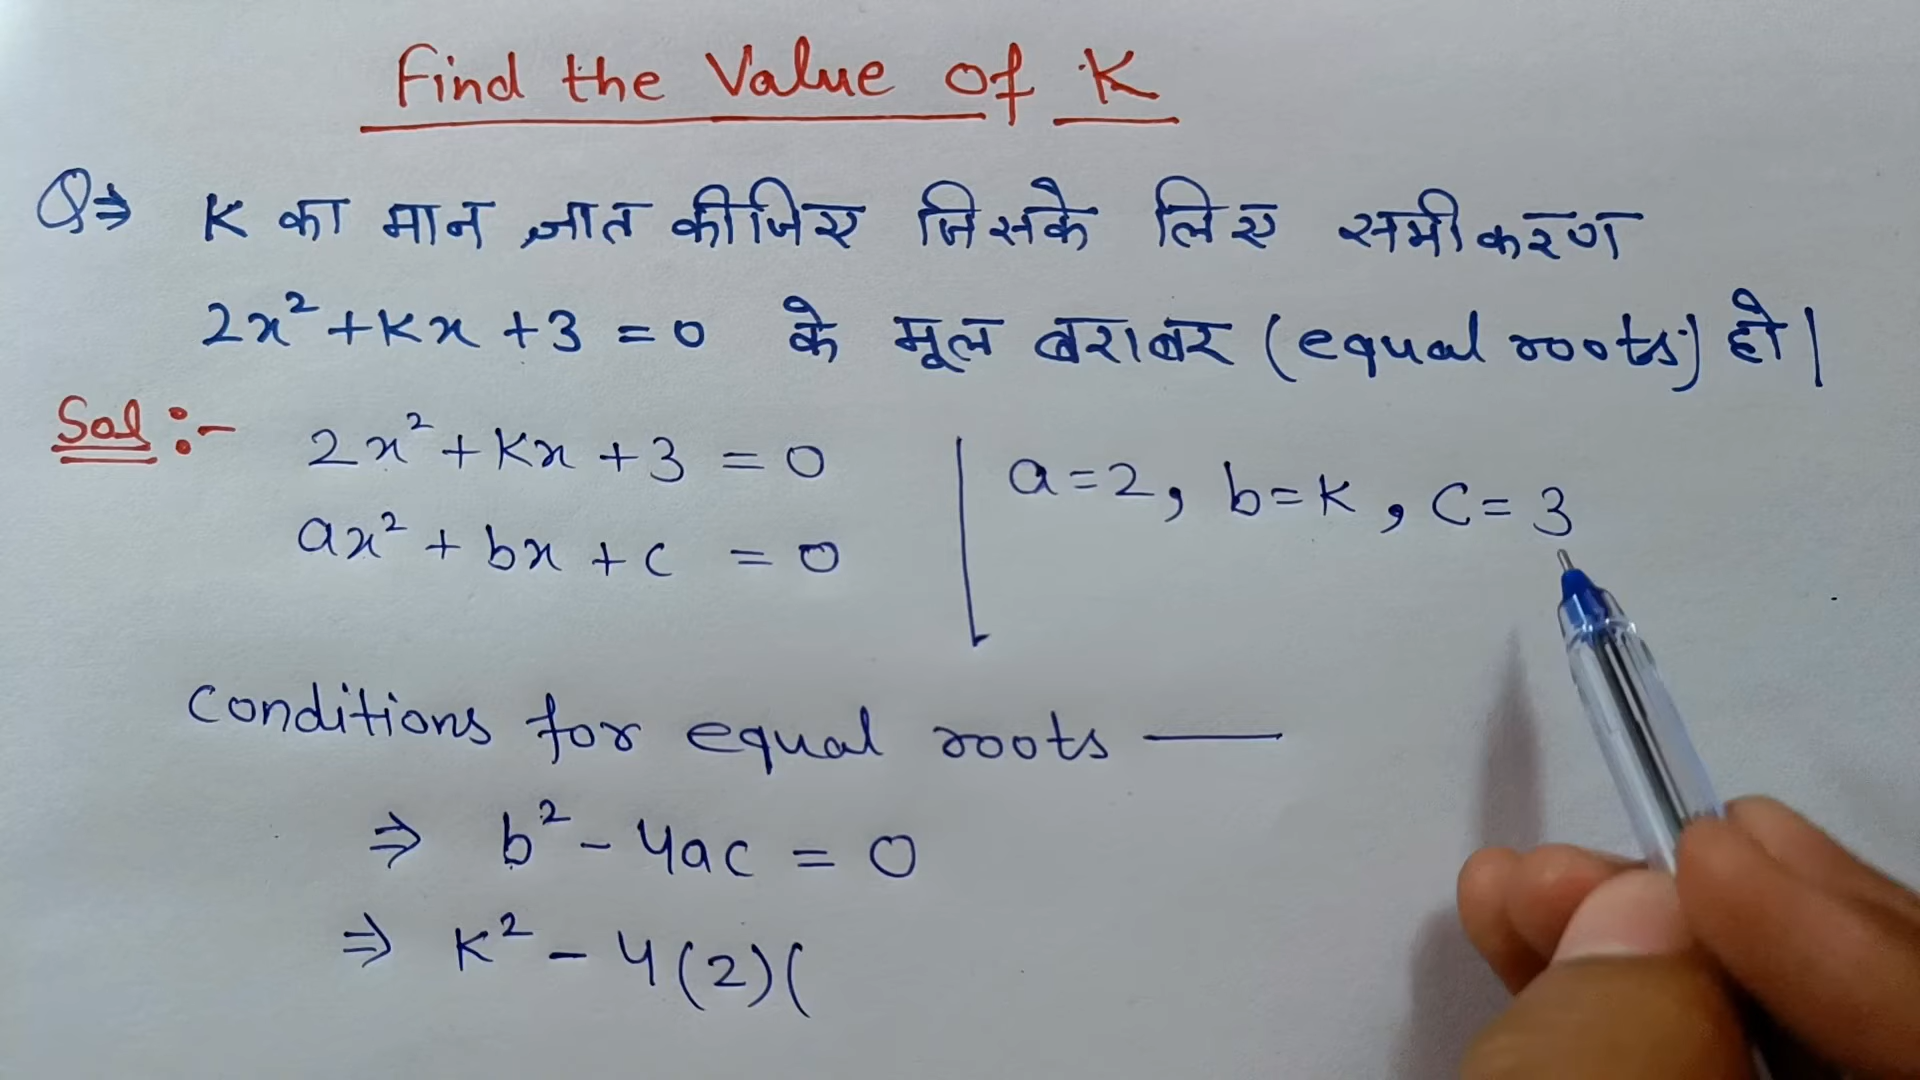 Find the Value of K
Q⇒ K का मान ज्ञात कीजिए जिसके लिए समीकरण
2x² + Kx + 3 = 0 के मूल बराबर (equal roots) हो।
Sol :- 2x² + Kx + 3 = 0
ax² + bx + c = 0
a = 2, b = K, C = 3
Conditions for equal roots —
⇒ b² - 4ac = 0
⇒ K² - 4(2)(